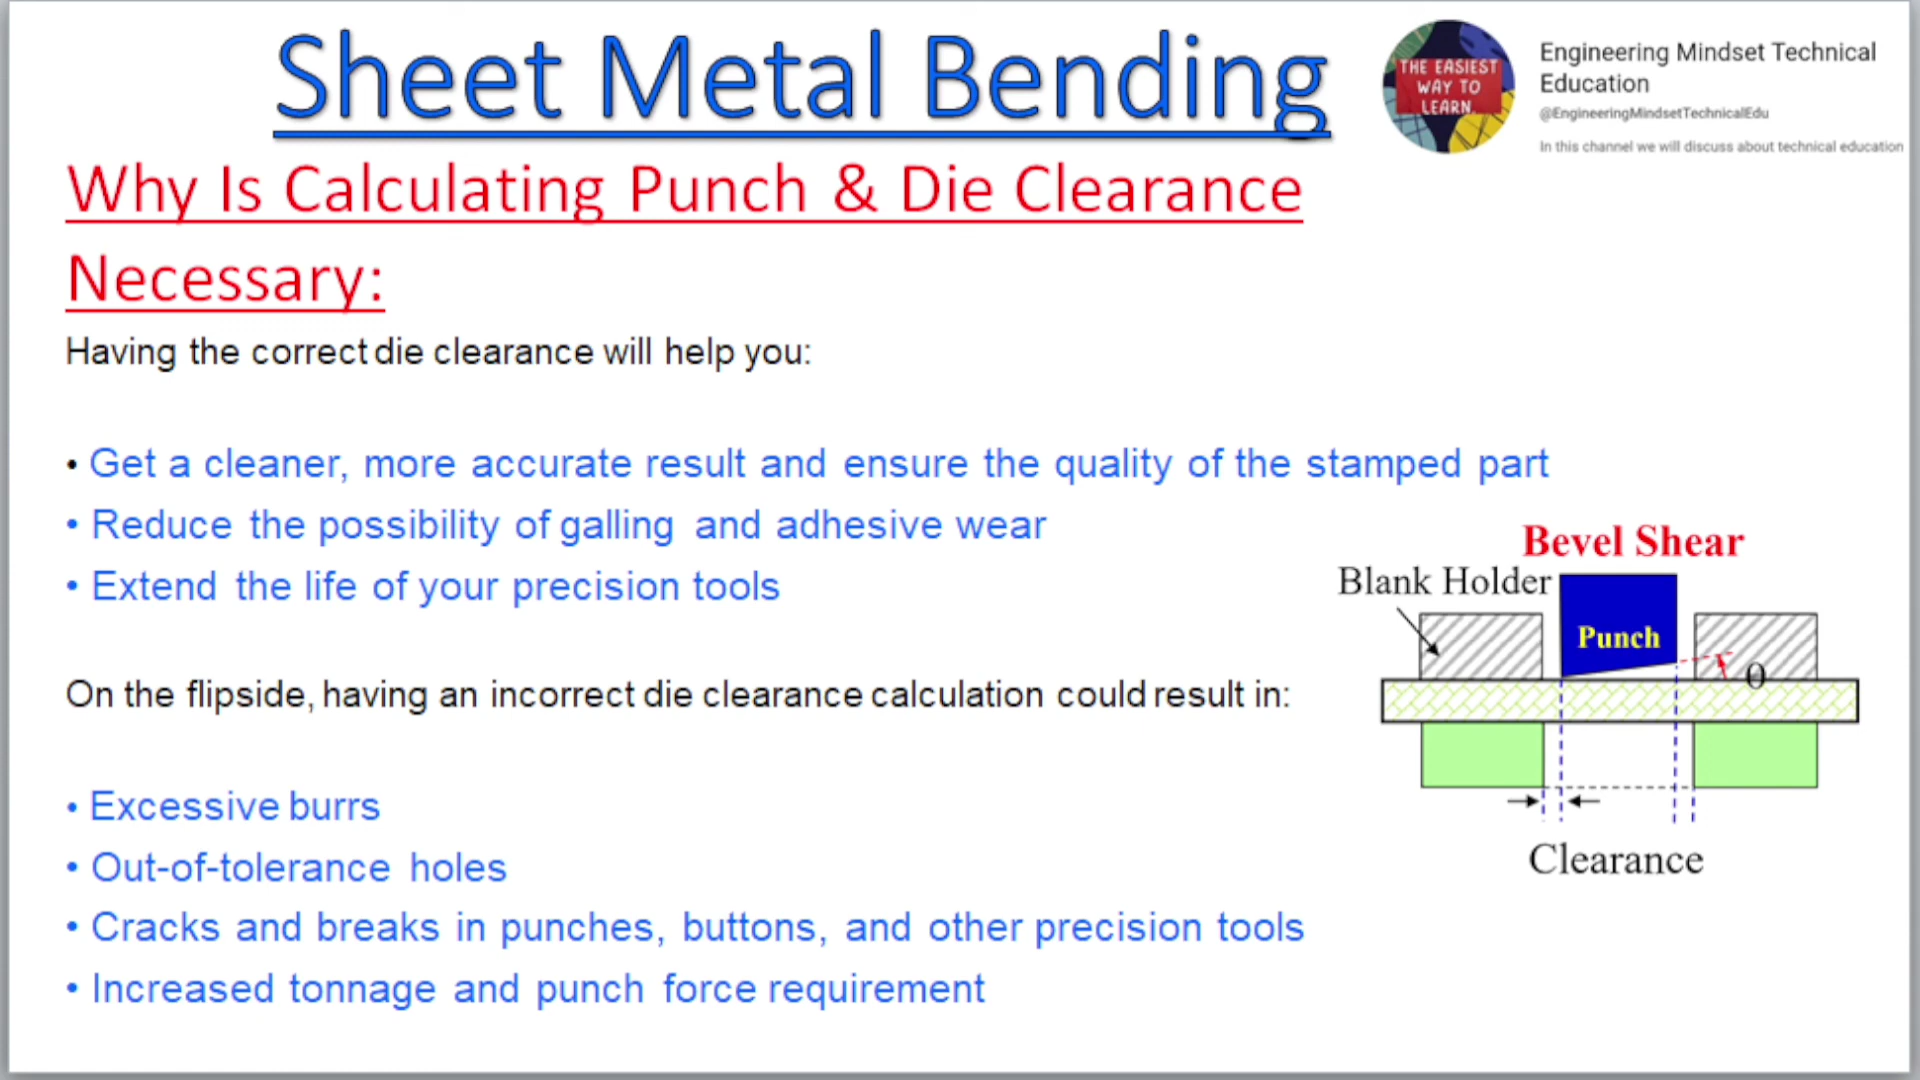 Sheet Metal Bending
THE EASIEST
WAY TO
LEARN.
Engineering Mindset Technical
Education
@EngineeringMindsetTechnicalEdu
In this channel we will discuss about technical education
Why Is Calculating Punch & Die Clearance
Necessary:
Having the correct die clearance will help you:
• Get a cleaner, more accurate result and ensure the quality of the stamped part
• Reduce the possibility of galling and adhesive wear
• Extend the life of your precision tools
On the flipside, having an incorrect die clearance calculation could result in:
• Excessive burrs
• Out-of-tolerance holes
• Cracks and breaks in punches, buttons, and other precision tools
• Increased tonnage and punch force requirement
Bevel Shear
Blank Holder
Punch
θ
Clearance